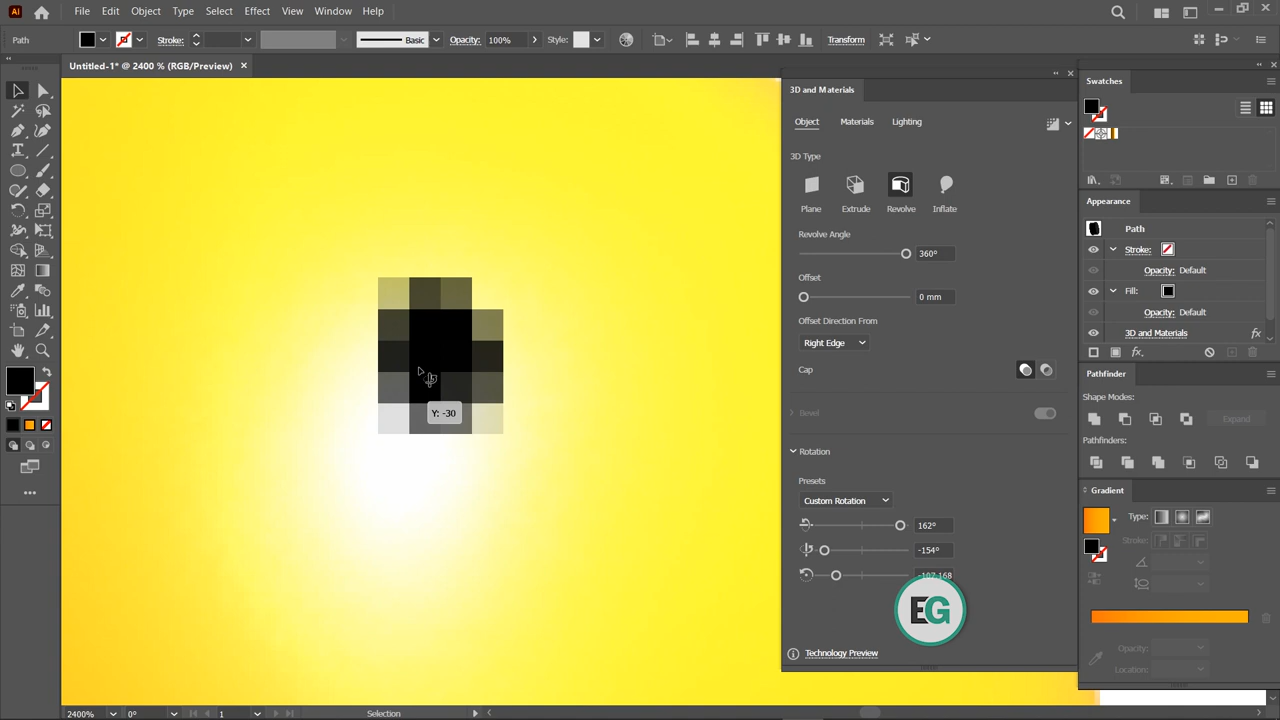 Ai File Edit Object Type Select Effect View Window Help
Path Stroke: Basic Opacity: 100% Style: Transform
Untitled-1* @ 2400 % (RGB/Preview)
Y: -30
3D and Materials
Object Materials Lighting
3D Type
Plane Extrude Revolve Inflate
Revolve Angle
360°
Offset
0 mm
Offset Direction From
Right Edge
Cap
Bevel
Rotation
Presets
Custom Rotation
162°
-154°
EG
Technology Preview
Swatches
Appearance
Path
Stroke:
Opacity: Default
Fill:
Opacity: Default
3D and Materials fx
fx
Pathfinder
Shape Modes:
Expand
Pathfinders:
Gradient
Type:
Stroke:
Opacity:
Location:
2400% 0° 1 Selection